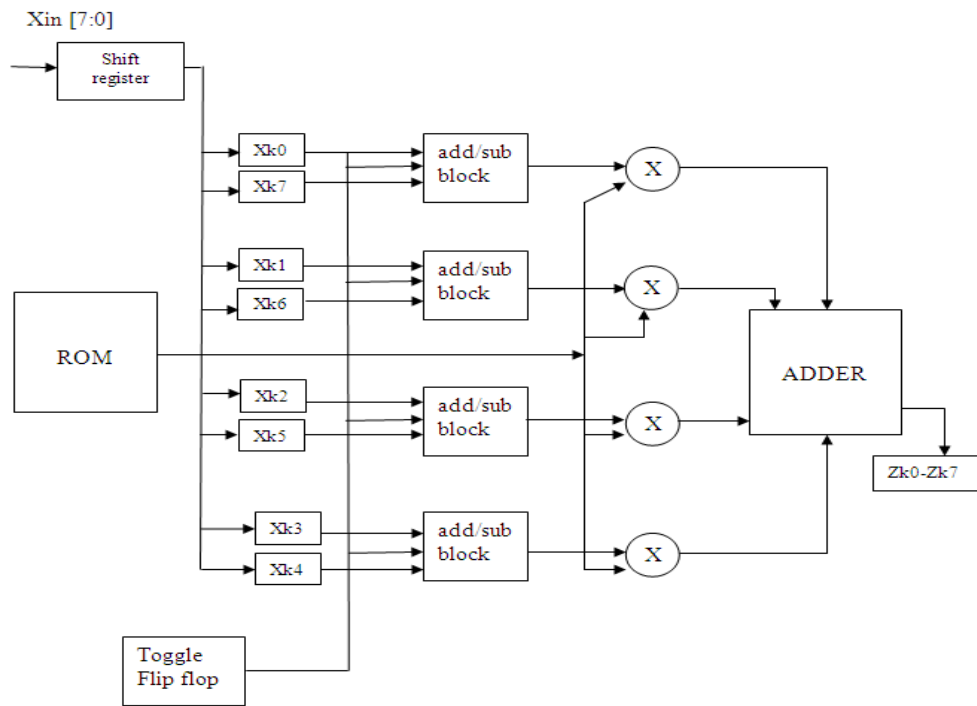 Xin [7:0]
Shift
register
Xk0
Xk7
add/sub
block
X
Xk1
Xk6
add/sub
block
X
ROM
ADDER
Xk2
Xk5
add/sub
block
X
Zk0-Zk7
Xk3
Xk4
add/sub
block
X
Toggle
Flip flop